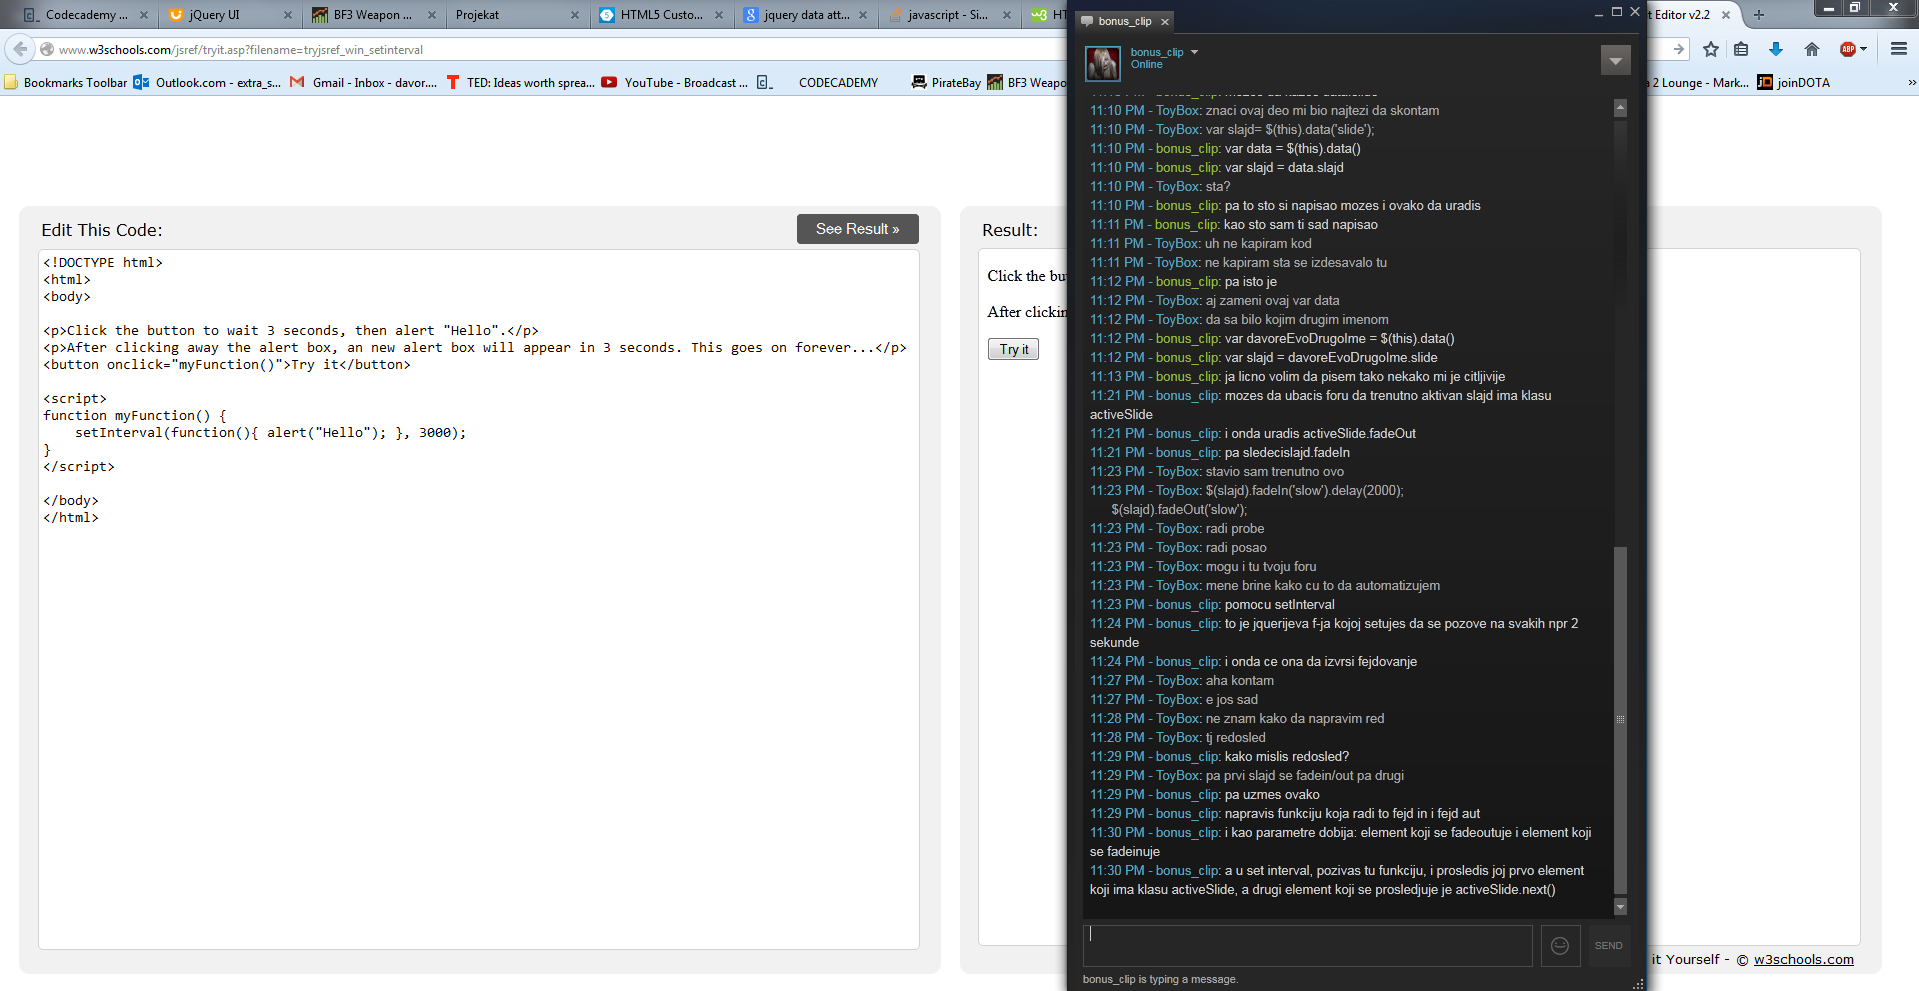 Codecademy ...
jQuery UI
BF3 Weapon ...
Projekat
HTML5 Custo...
jquery data att...
javascript - Si...
t Editor v2.2
www.w3schools.com/jsref/tryit.asp?filename=tryjsref_win_setinterval
ABP
Bookmarks Toolbar
Outlook.com - extra_s...
Gmail - Inbox - davor....
TED: Ideas worth sprea...
YouTube - Broadcast ...
CODECADEMY
PirateBay
BF3 Weapo
a 2 Lounge - Mark...
joinDOTA
Edit This Code:
See Result »
<!DOCTYPE html>
<html>
<body>
<p>Click the button to wait 3 seconds, then alert "Hello".</p>
<p>After clicking away the alert box, an new alert box will appear in 3 seconds. This goes on forever...</p>
<button onclick="myFunction()">Try it</button>
<script>
function myFunction() {
setInterval(function(){ alert("Hello"); }, 3000);
}
</script>
</body>
</html>
Result:
Click the bu
After clickin
Try it
bonus_clip
bonus_clip
Online
11:10 PM - ToyBox: znaci ovaj deo mi bio najtezi da skontam
11:10 PM - ToyBox: var slajd= $(this).data('slide');
11:10 PM - bonus_clip: var data = $(this).data()
11:10 PM - bonus_clip: var slajd = data.slajd
11:10 PM - ToyBox: sta?
11:10 PM - bonus_clip: pa to sto si napisao mozes i ovako da uradis
11:11 PM - bonus_clip: kao sto sam ti sad napisao
11:11 PM - ToyBox: uh ne kapiram kod
11:11 PM - ToyBox: ne kapiram sta se izdesavalo tu
11:12 PM - bonus_clip: pa isto je
11:12 PM - ToyBox: aj zameni ovaj var data
11:12 PM - ToyBox: da sa bilo kojim drugim imenom
11:12 PM - bonus_clip: var davoreEvoDrugoIme = $(this).data()
11:12 PM - bonus_clip: var slajd = davoreEvoDrugoIme.slide
11:13 PM - bonus_clip: ja licno volim da pisem tako nekako mi je citljivije
11:21 PM - bonus_clip: mozes da ubacis foru da trenutno aktivan slajd ima klasu
activeSlide
11:21 PM - bonus_clip: i onda uradis activeSlide.fadeOut
11:21 PM - bonus_clip: pa sledecislajd.fadeIn
11:23 PM - ToyBox: stavio sam trenutno ovo
11:23 PM - ToyBox: $(slajd).fadeIn('slow').delay(2000);
$(slajd).fadeOut('slow');
11:23 PM - ToyBox: radi probe
11:23 PM - ToyBox: radi posao
11:23 PM - ToyBox: mogu i tu tvoju foru
11:23 PM - ToyBox: mene brine kako cu to da automatizujem
11:23 PM - bonus_clip: pomocu setInterval
11:24 PM - bonus_clip: to je jquerijeva f-ja kojoj setujes da se pozove na svakih npr 2
sekunde
11:24 PM - bonus_clip: i onda ce ona da izvrsi fejdovanje
11:27 PM - ToyBox: aha kontam
11:27 PM - ToyBox: e jos sad
11:28 PM - ToyBox: ne znam kako da napravim red
11:28 PM - ToyBox: tj redosled
11:29 PM - bonus_clip: kako mislis redosled?
11:29 PM - ToyBox: pa prvi slajd se fadein/out pa drugi
11:29 PM - bonus_clip: pa uzmes ovako
11:29 PM - bonus_clip: napravis funkciju koja radi to fejd in i fejd aut
11:30 PM - bonus_clip: i kao parametre dobija: element koji se fadeoutuje i element koji
se fadeinuje
11:30 PM - bonus_clip: a u set interval, pozivas tu funkciju, i prosledis joj prvo element
koji ima klasu activeSlide, a drugi element koji se prosledjuje je activeSlide.next()
SEND
bonus_clip is typing a message.
it Yourself - © w3schools.com